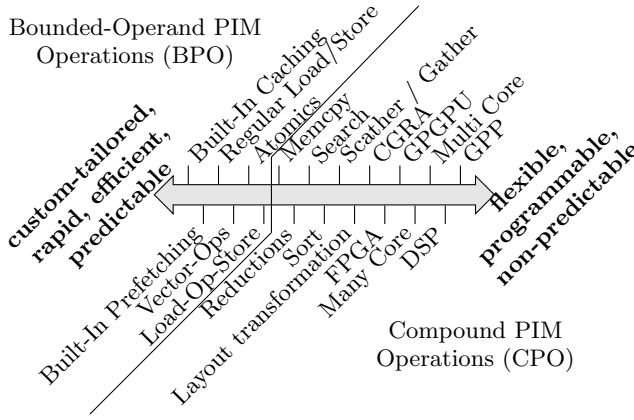 Bounded-Operand PIM
Operations (BPO)
Built-In Caching
Regular Load/Store
Atomics
Memcpy
Search
Scather / Gather
CGRA
GPGPU
Multi Core
GPP
custom-tailored,
rapid, efficient,
predictable
flexible,
programmable,
non-predictable
Built-In Prefetching
Vector-Ops
Load-Op-Store
Reductions
Sort
Layout transformation
FPGA
Many Core
DSP
Compound PIM
Operations (CPO)